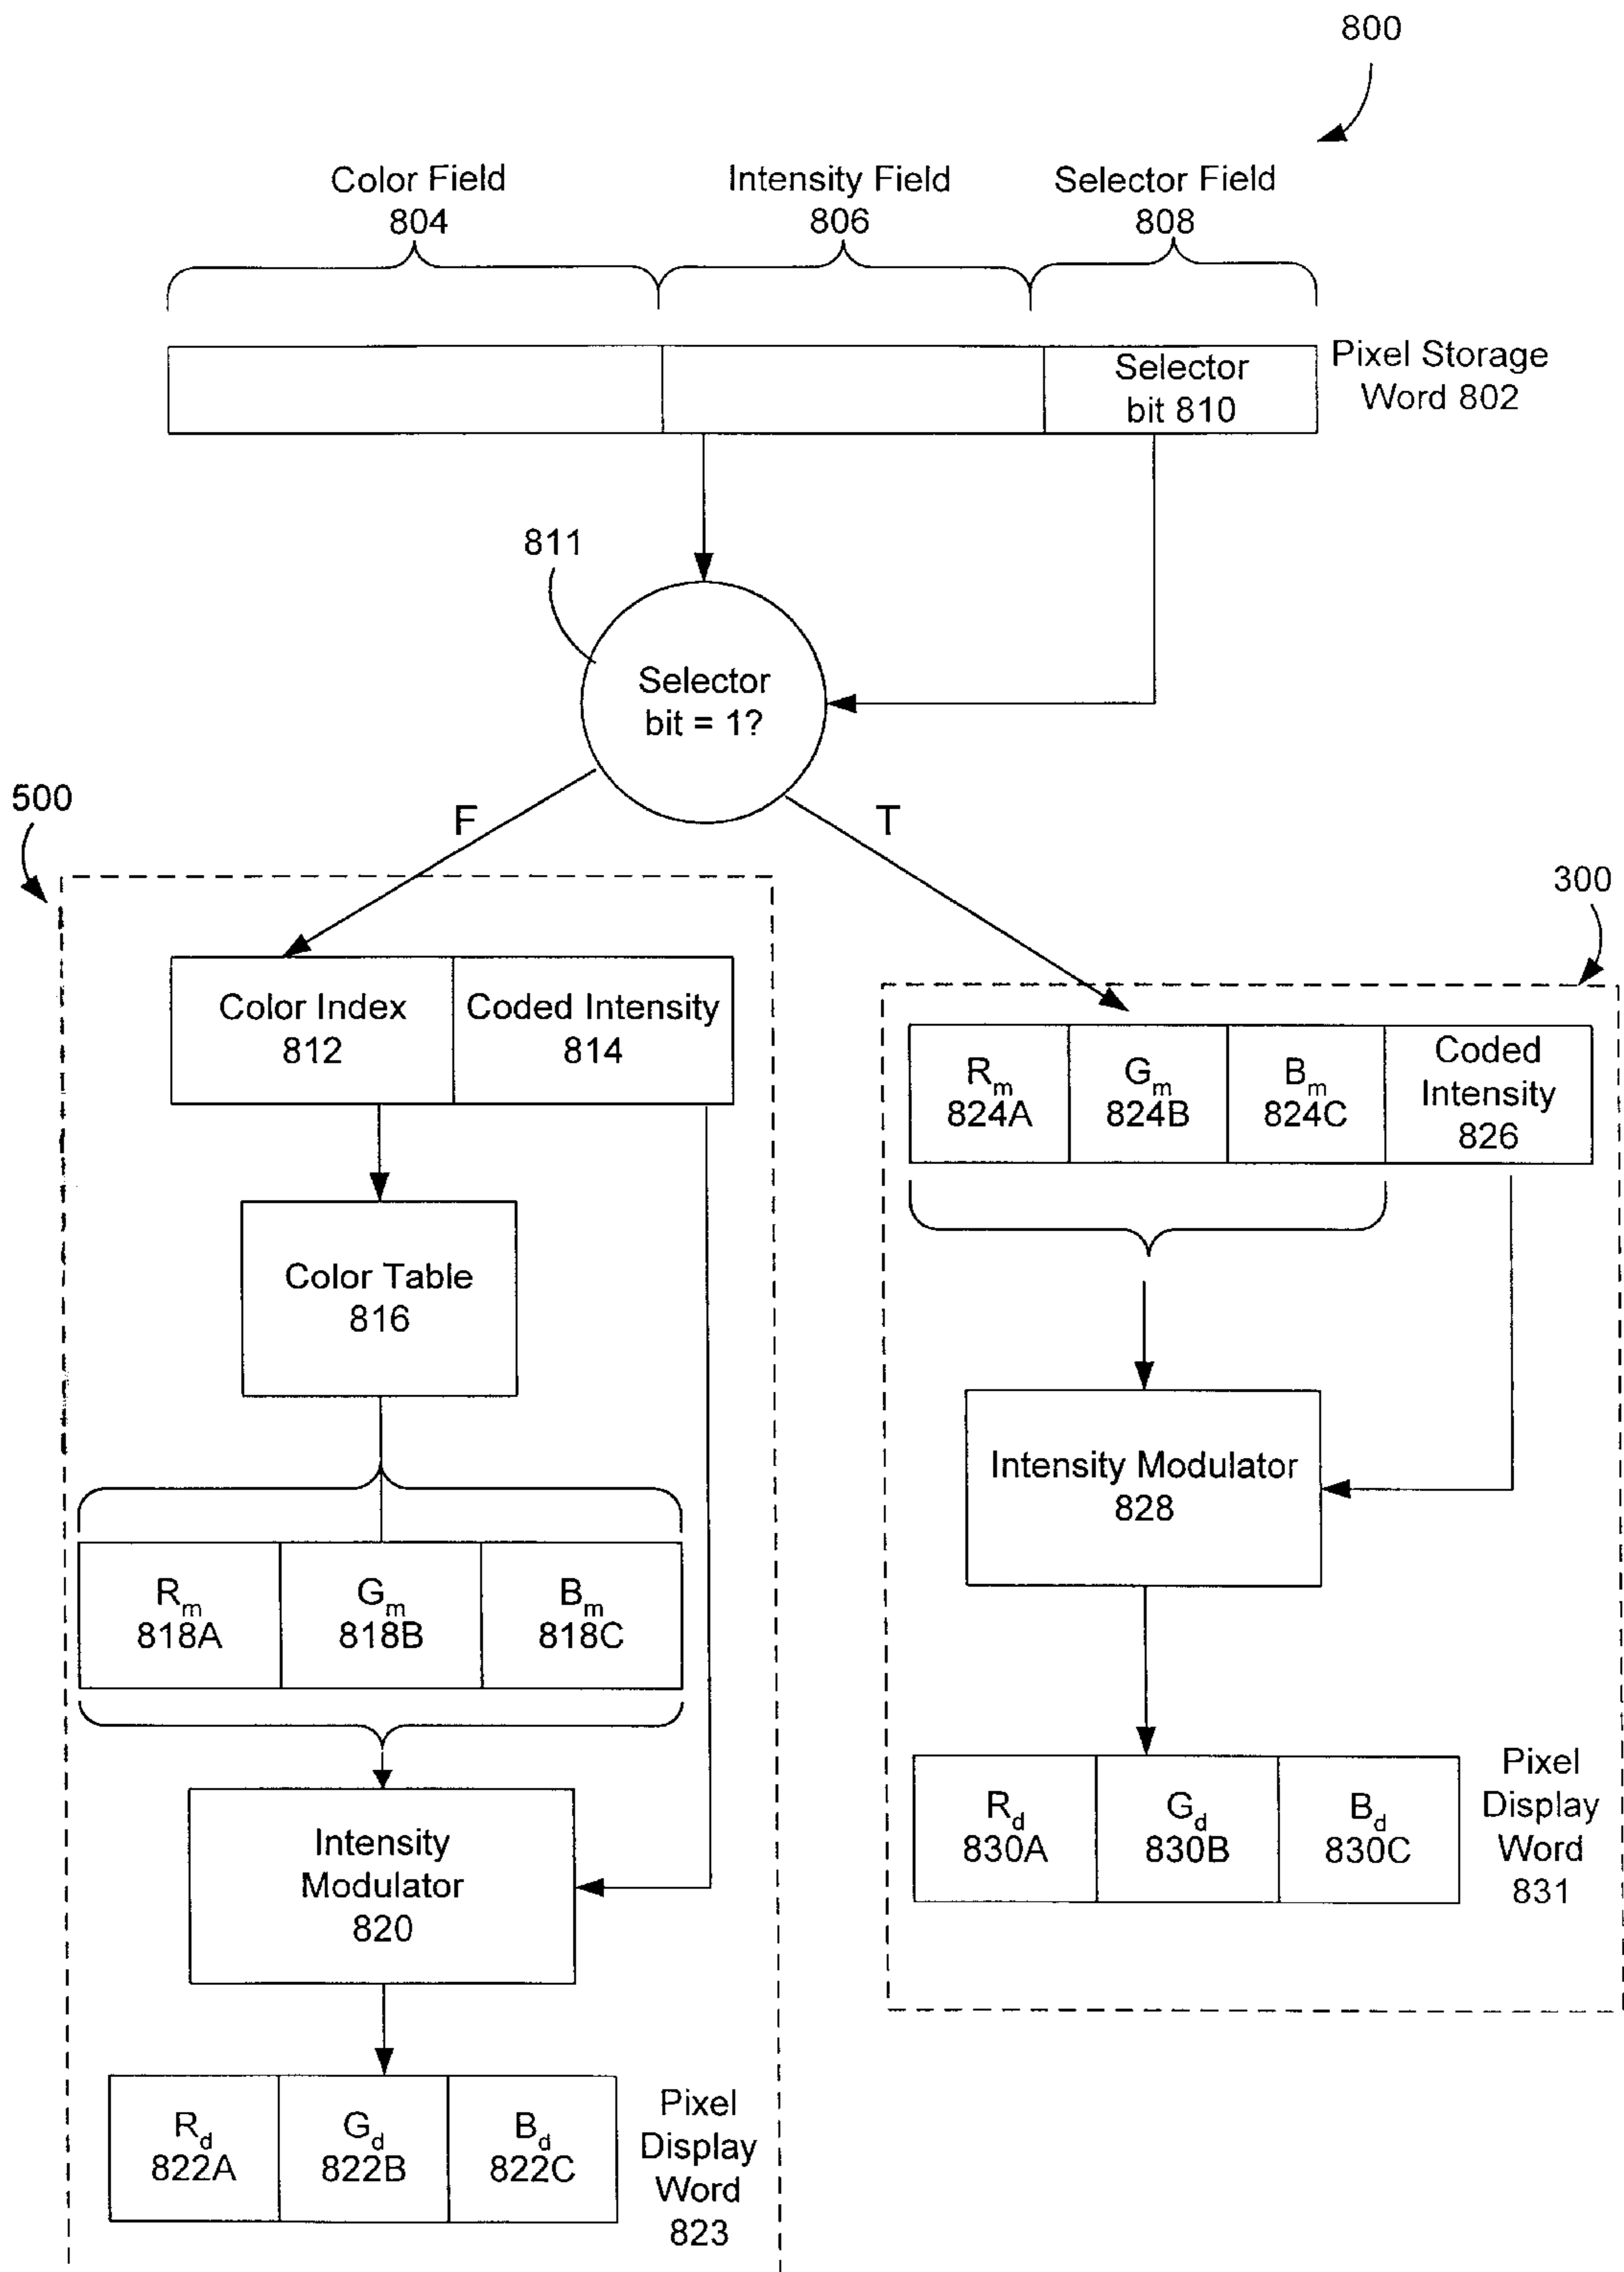 800
Color Field
804
Intensity Field
806
Selector Field
808
Selector
bit 810
Pixel Storage
Word 802
811
Selector
bit = 1?
500
F
T
300
Color Index
812
Coded Intensity
814
Rm
824A
Gm
824B
Bm
824C
Coded
Intensity
826
Color Table
816
Intensity Modulator
828
Rm
818A
Gm
818B
Bm
818C
Rd
830A
Gd
830B
Bd
830C
Pixel
Display
Word
831
Intensity
Modulator
820
Rd
822A
Gd
822B
Bd
822C
Pixel
Display
Word
823